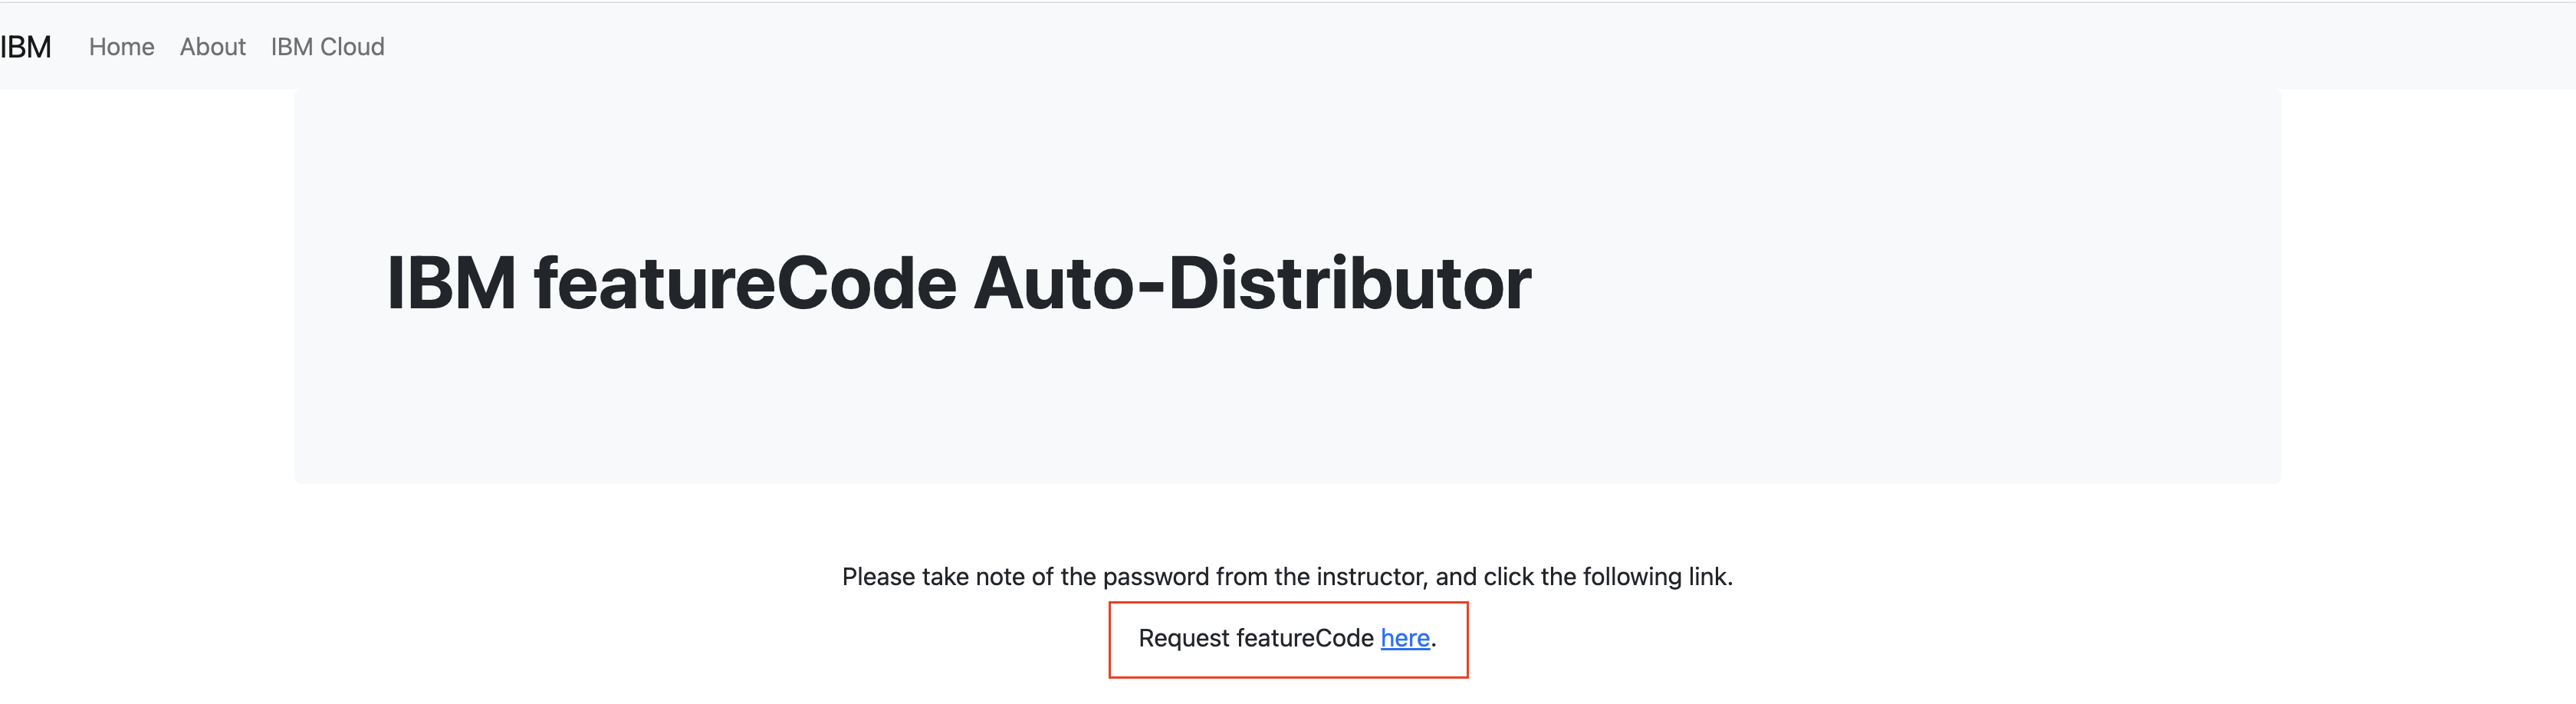 IBM Home About IBM Cloud
IBM featureCode Auto-Distributor
Please take note of the password from the instructor, and click the following link.
Request featureCode here.